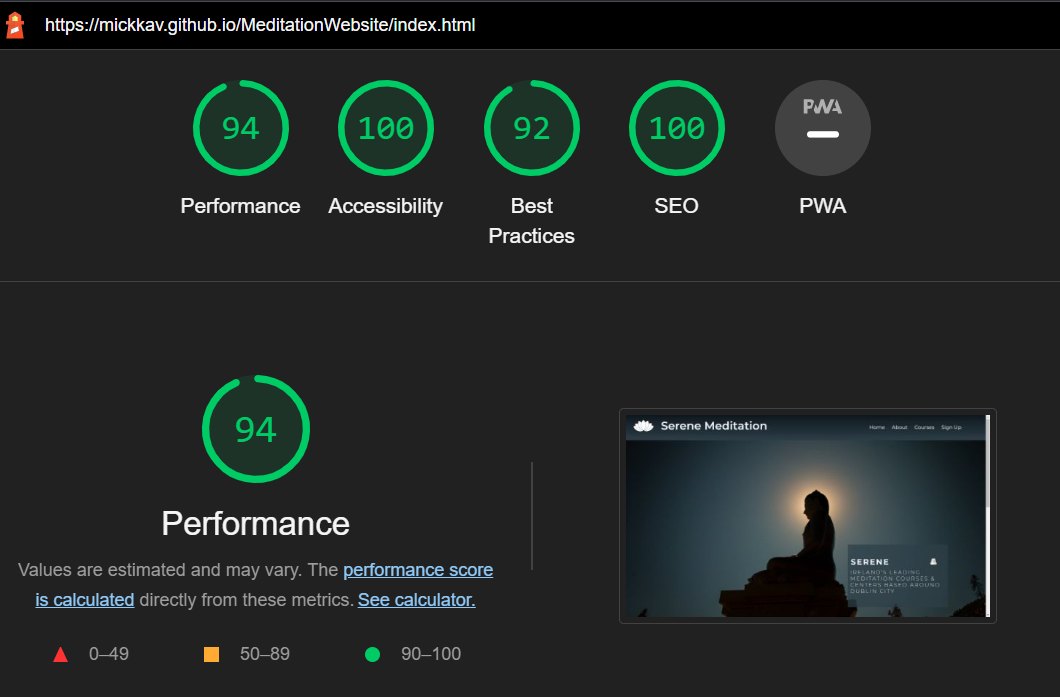 https://mickkav.github.io/MeditationWebsite/index.html
94
100
92
100
PWA
Performance
Accessibility
Best
Practices
SEO
PWA
94
Performance
Values are estimated and may vary. The performance score
is calculated directly from these metrics. See calculator.
0–49
50–89
90–100
Serene Meditation
Home About Courses Sign Up
SERENE
IRELAND'S LEADING
MEDITATION COURSES &
CENTERS BASED AROUND
DUBLIN CITY